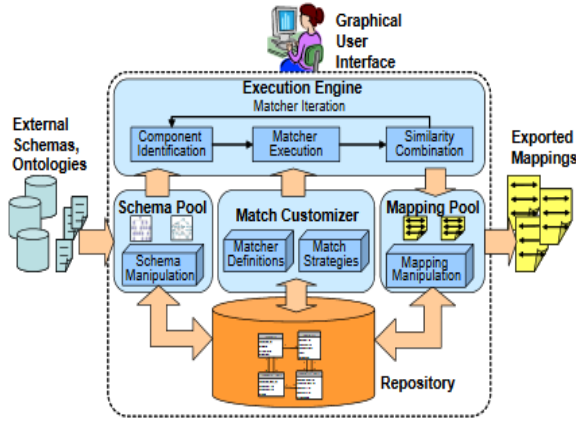 Graphical
User
Interface
Execution Engine
Matcher Iteration
External
Schemas,
Ontologies
Component
Identification
Matcher
Execution
Similarity
Combination
Exported
Mappings
Schema Pool
Match Customizer
Mapping Pool
Schema
Manipulation
Matcher
Definitions
Match
Strategies
Mapping
Manipulation
Repository